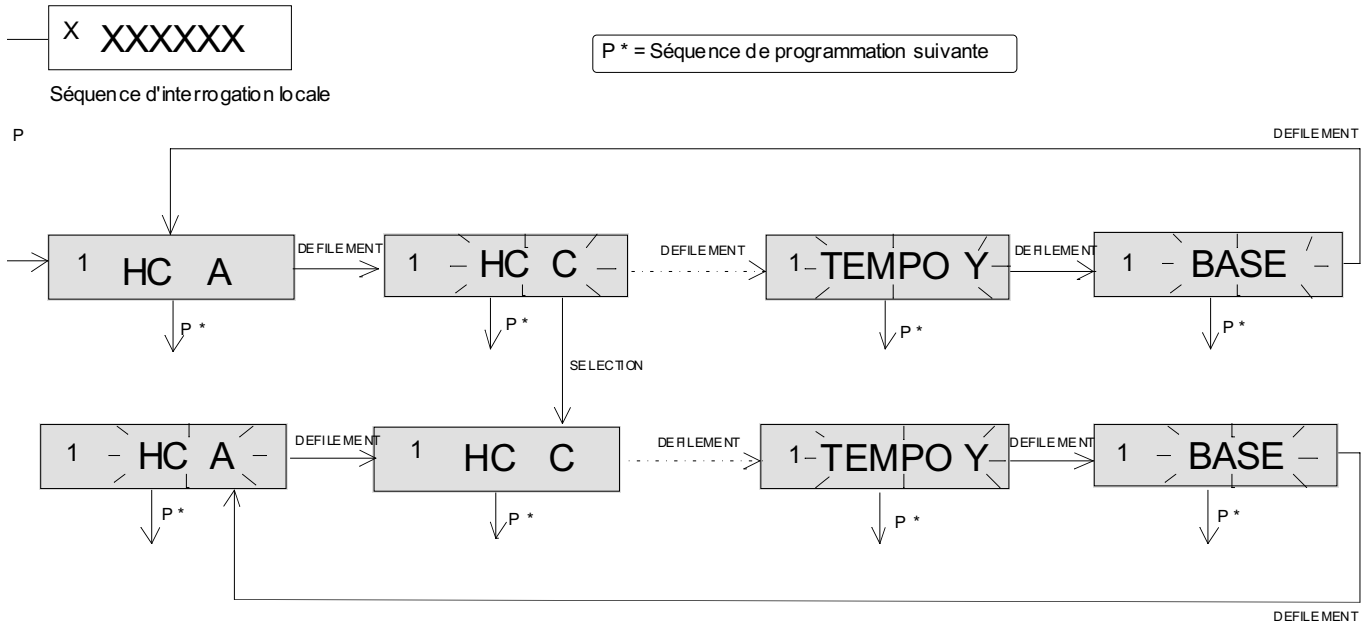 X XXXXXX
P * = Séquence de programmation suivante
Séquence d'interrogation locale
P
DEFILEMENT
1 HC A
DEFILEMENT
1 HC C
DEFILEMENT
1 TEMPO Y
DEFILEMENT
1 BASE
P *
P *
P *
P *
SELECTION
1 HC A
DEFILEMENT
1 HC C
DEFILEMENT
1 TEMPO Y
DEFILEMENT
1 BASE
P *
P *
P *
P *
DEFILEMENT